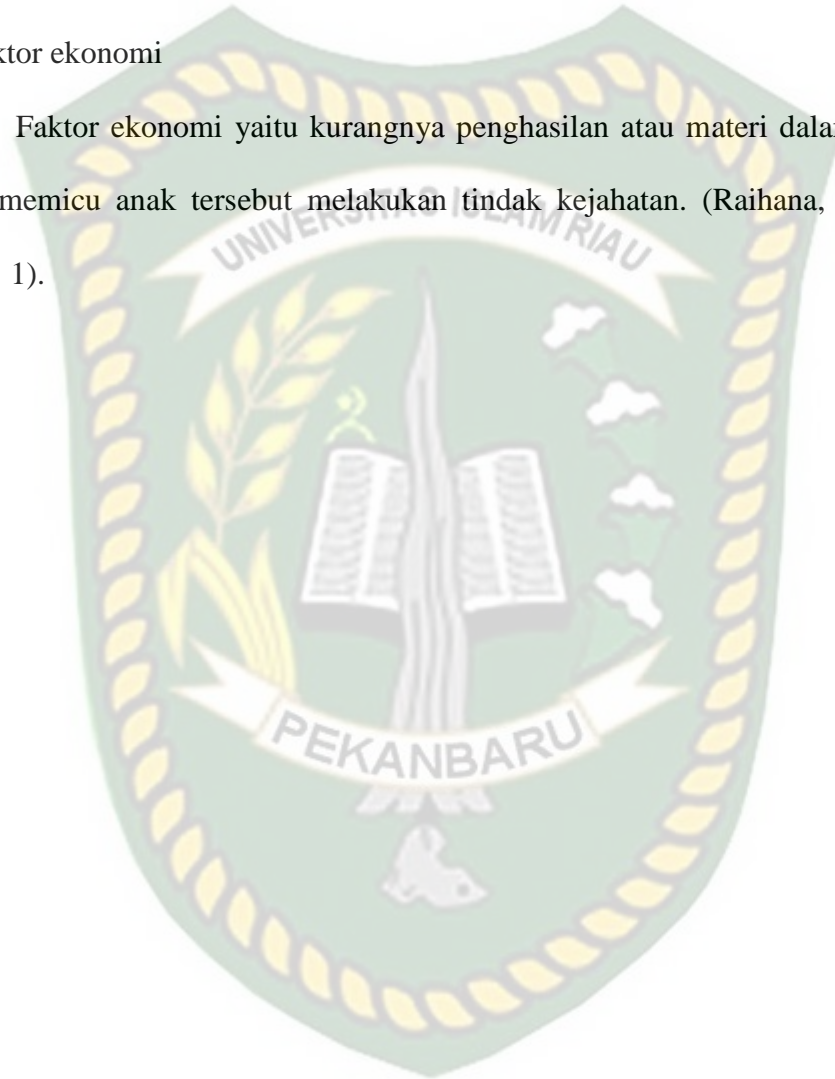 ktor ekonomi
Faktor ekonomi yaitu kurangnya penghasilan atau materi dalam
memicu anak tersebut melakukan tindak kejahatan. (Raihana,
1).
UNIVERSITAS ISLAM RIAU
PEKANBARU